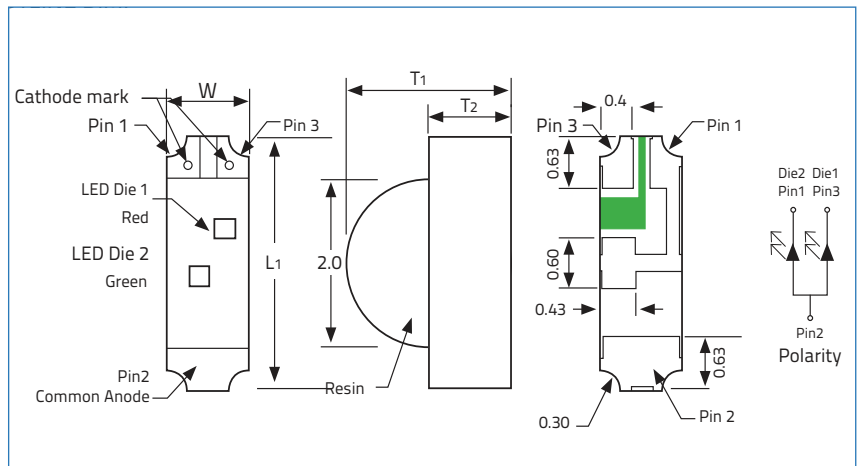 Cathode mark
W
Pin 1
Pin 3
LED Die 1
Red
LED Die 2
Green
Pin2
Common Anode
L1
T1
T2
2.0
Resin
0.4
Pin 3
Pin 1
0.63
0.60
0.43
0.63
0.30
Pin 2
Die2 Die1
Pin1 Pin3
Pin2
Polarity